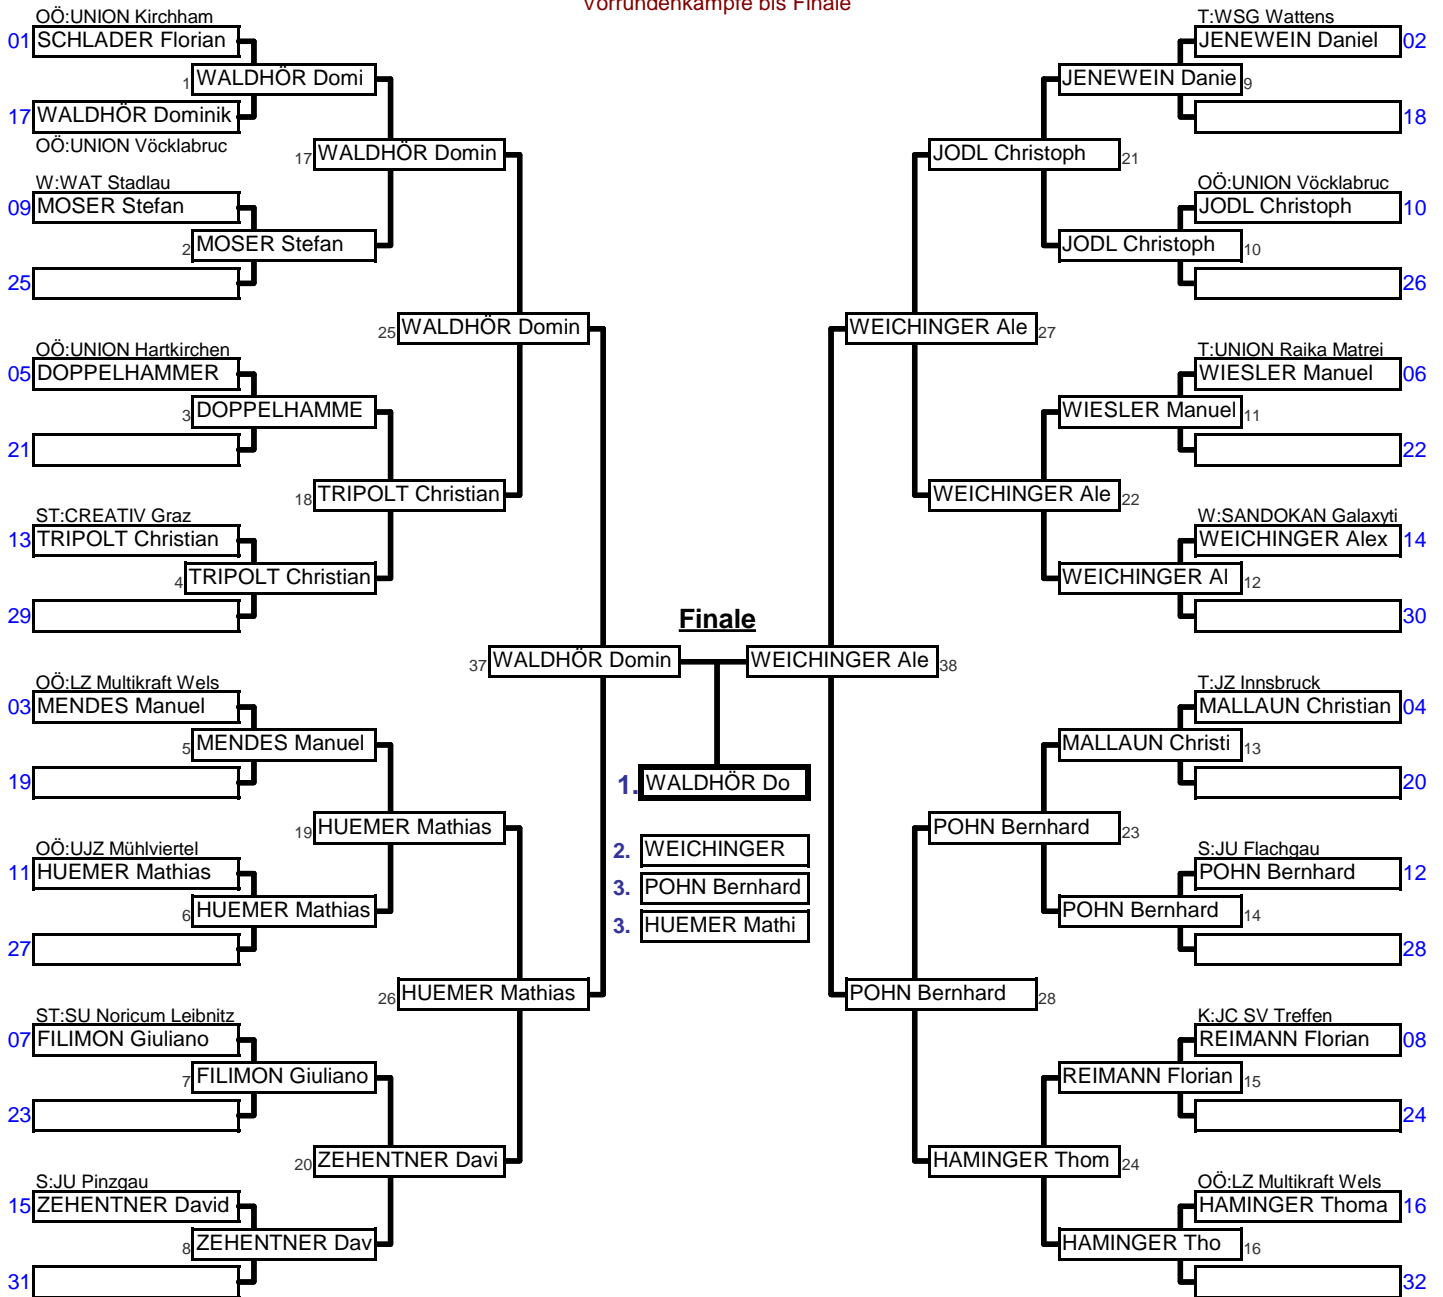 Vorrundenkämpfe bis Finale
OÖ:UNION Kirchham
01 SCHLADER Florian
1 WALDHÖR Domi
17 WALDHÖR Dominik
OÖ:UNION Vöcklabruc
17 WALDHÖR Domin
W:WAT Stadlau
09 MOSER Stefan
2 MOSER Stefan
25
25 WALDHÖR Domin
OÖ:UNION Hartkirchen
05 DOPPELHAMMER
3 DOPPELHAMME
21
18 TRIPOLT Christian
ST:CREATIV Graz
13 TRIPOLT Christian
4 TRIPOLT Christian
29
37 WALDHÖR Domin
OÖ:LZ Multikraft Wels
03 MENDES Manuel
5 MENDES Manuel
19
19 HUEMER Mathias
OÖ:UJZ Mühlviertel
11 HUEMER Mathias
6 HUEMER Mathias
27
26 HUEMER Mathias
ST:SU Noricum Leibnitz
07 FILIMON Giuliano
7 FILIMON Giuliano
23
20 ZEHENTNER Davi
S:JU Pinzgau
15 ZEHENTNER David
8 ZEHENTNER Dav
31
Finale
1. WALDHÖR Do
2. WEICHINGER
3. POHN Bernhard
3. HUEMER Mathi
T:WSG Wattens
JENEWEIN Daniel 02
JENEWEIN Danie 9
18
JODL Christoph 21
OÖ:UNION Vöcklabruc
JODL Christoph 10
JODL Christoph 10
26
WEICHINGER Ale 27
T:UNION Raika Matrei
WIESLER Manuel 06
WIESLER Manuel 11
22
WEICHINGER Ale 22
W:SANDOKAN Galaxyti
WEICHINGER Alex 14
WEICHINGER Al 12
30
WEICHINGER Ale 38
T:JZ Innsbruck
MALLAUN Christian 04
MALLAUN Christi 13
20
POHN Bernhard 23
S:JU Flachgau
POHN Bernhard 12
POHN Bernhard 14
28
POHN Bernhard 28
K:JC SV Treffen
REIMANN Florian 08
REIMANN Florian 15
24
HAMINGER Thom 24
OÖ:LZ Multikraft Wels
HAMINGER Thoma 16
HAMINGER Tho 16
32